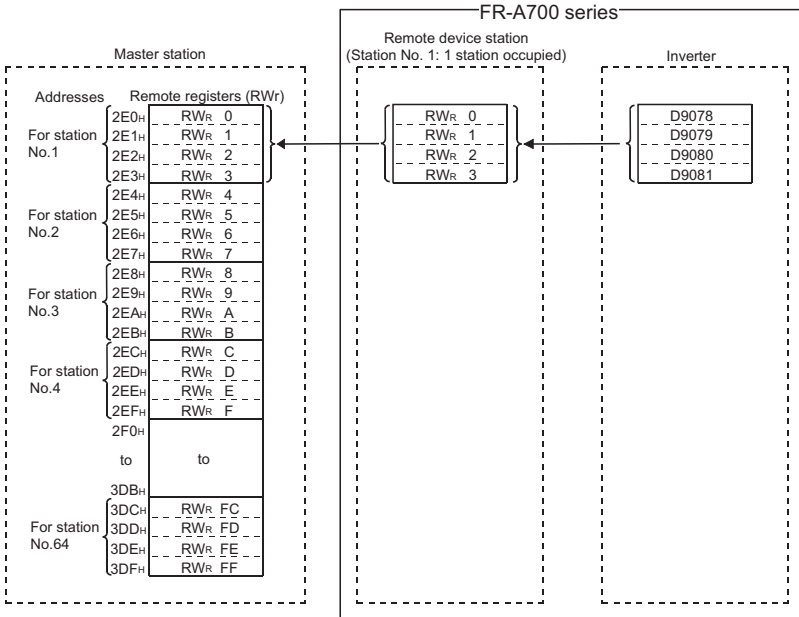 FR-A700 series
Master station
Remote device station
(Station No. 1: 1 station occupied)
Inverter
Addresses Remote registers (RWr)
For station No.1
2E0H RWR 0
2E1H RWR 1
2E2H RWR 2
2E3H RWR 3
RWR 0
RWR 1
RWR 2
RWR 3
D9078
D9079
D9080
D9081
For station No.2
2E4H RWR 4
2E5H RWR 5
2E6H RWR 6
2E7H RWR 7
For station No.3
2E8H RWR 8
2E9H RWR 9
2EAH RWR A
2EBH RWR B
For station No.4
2ECH RWR C
2EDH RWR D
2EEH RWR E
2EFH RWR F
2F0H
to to
3DBH
For station No.64
3DCH RWR FC
3DDH RWR FD
3DEH RWR FE
3DFH RWR FF